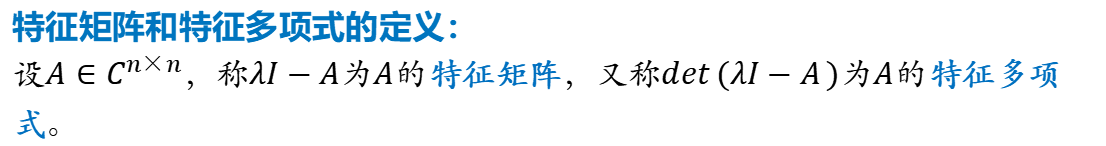 特征矩阵和特征多项式的定义：
设A ∈ Cⁿˣⁿ，称λI − A为A的特征矩阵，又称det (λI − A)为A的特征多项
式。